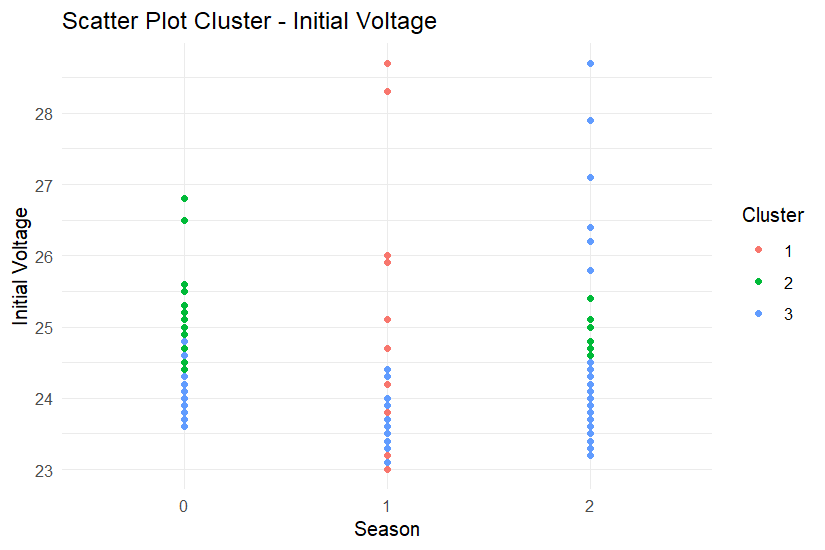 Scatter Plot Cluster - Initial Voltage
28
27
26
25
24
23
Initial Voltage
0 1 2
Season
Cluster
1
2
3